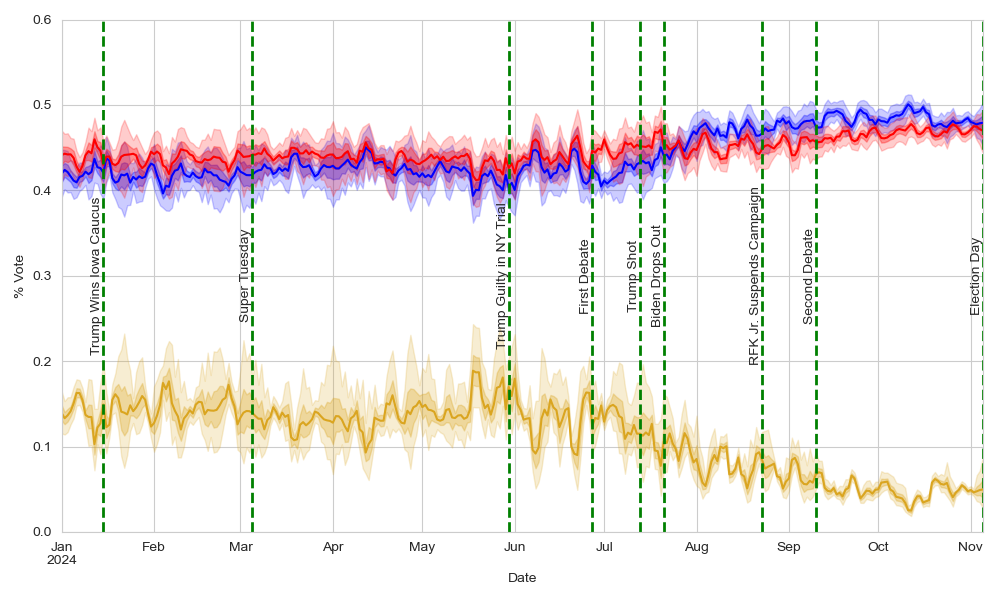 0.6
0.5
0.4
0.3
0.2
0.1
0.0
% Vote
Trump Wins Iowa Caucus
Super Tuesday
Trump Guilty in NY Trial
First Debate
Trump Shot
Biden Drops Out
RFK Jr. Suspends Campaign
Second Debate
Election Day
Jan Feb Mar Apr May Jun Jul Aug Sep Oct Nov
2024
Date